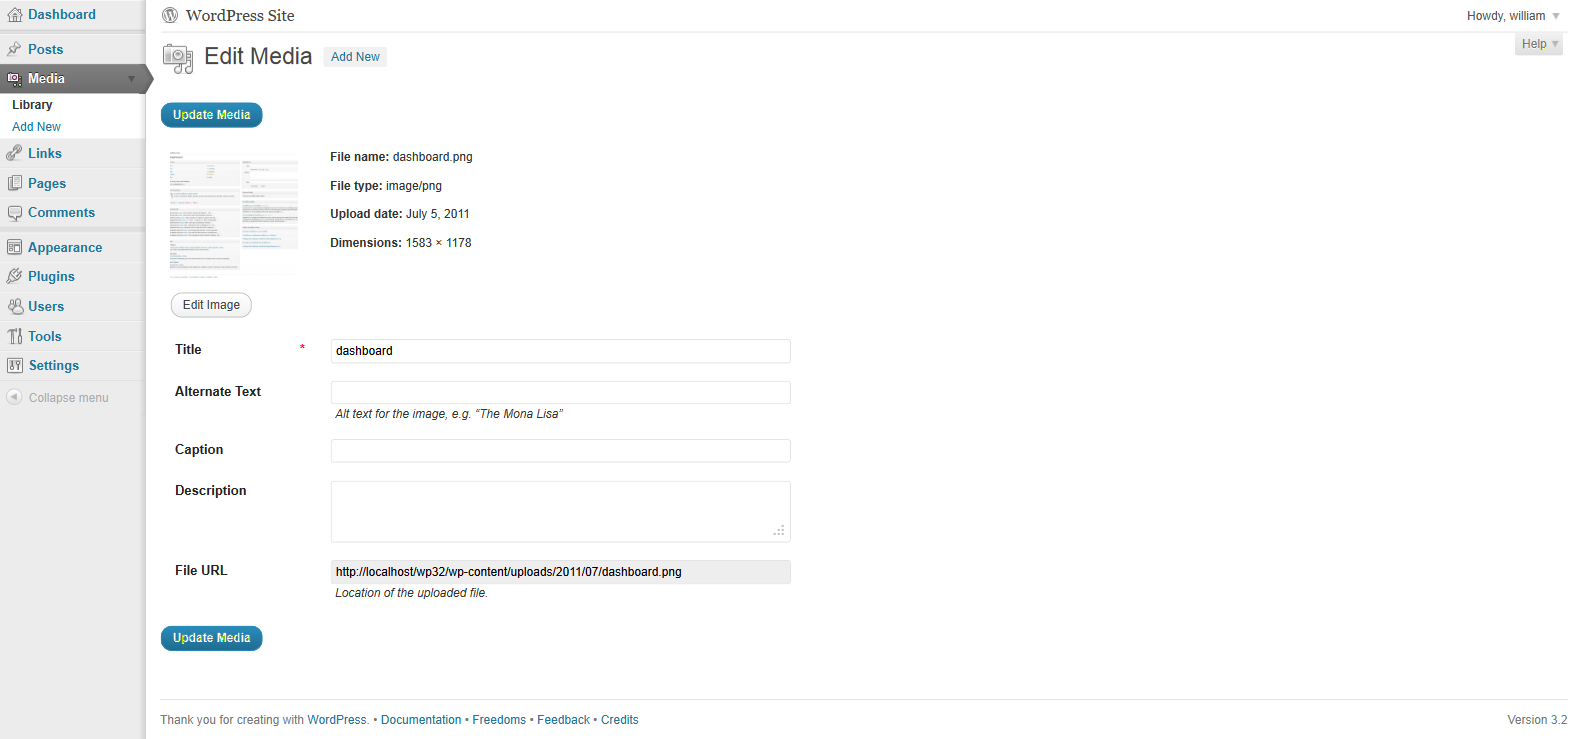 Dashboard
Posts
Media
Library
Add New
Links
Pages
Comments
Appearance
Plugins
Users
Tools
Settings
Collapse menu
WordPress Site
Howdy, william
Help
Edit Media Add New
Update Media
File name: dashboard.png
File type: image/png
Upload date: July 5, 2011
Dimensions: 1583 × 1178
Edit Image
Title * dashboard
Alternate Text
Alt text for the image, e.g. “The Mona Lisa”
Caption
Description
File URL http://localhost/wp32/wp-content/uploads/2011/07/dashboard.png
Location of the uploaded file.
Update Media
Thank you for creating with WordPress. • Documentation • Freedoms • Feedback • Credits
Version 3.2